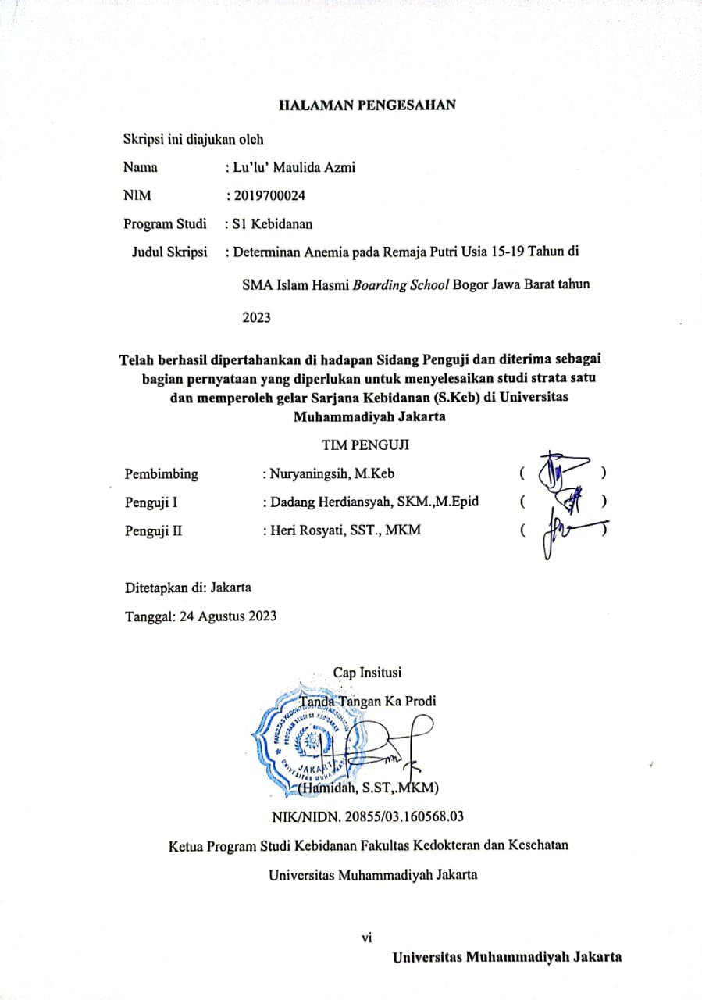 HALAMAN PENGESAHAN
Skripsi ini diajukan oleh
Nama : Lu'lu' Maulida Azmi
NIM : 2019700024
Program Studi : S1 Kebidanan
Judul Skripsi : Determinan Anemia pada Remaja Putri Usia 15-19 Tahun di
SMA Islam Hasmi Boarding School Bogor Jawa Barat tahun
2023
Telah berhasil dipertahankan di hadapan Sidang Penguji dan diterima sebagai
bagian pernyataan yang diperlukan untuk menyelesaikan studi strata satu
dan memperoleh gelar Sarjana Kebidanan (S.Keb) di Universitas
Muhammadiyah Jakarta
TIM PENGUJI
Pembimbing : Nuryaningsih, M.Keb ( )
Penguji I : Dadang Herdiansyah, SKM.,M.Epid ( )
Penguji II : Heri Rosyati, SST., MKM ( )
Ditetapkan di: Jakarta
Tanggal: 24 Agustus 2023
Cap Insitusi
Tanda Tangan Ka Prodi
PROGRAM STUDI S1 KEBIDANAN
JAKARTA
(Hamidah, S.ST,.MKM)
NIK/NIDN. 20855/03.160568.03
Ketua Program Studi Kebidanan Fakultas Kedokteran dan Kesehatan
Universitas Muhammadiyah Jakarta
vi
Universitas Muhammadiyah Jakarta